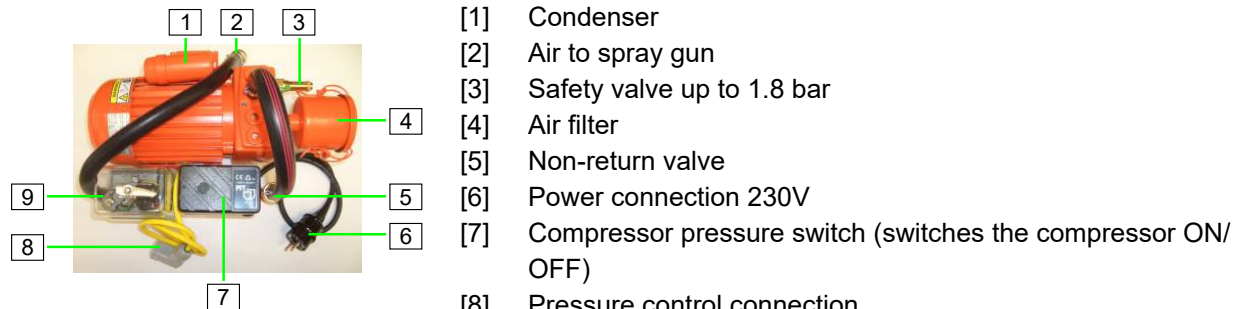 1 2 3
4
5
6
7
8
9
[1] Condenser
[2] Air to spray gun
[3] Safety valve up to 1.8 bar
[4] Air filter
[5] Non-return valve
[6] Power connection 230V
[7] Compressor pressure switch (switches the compressor ON/
OFF)
[8] Pressure control connection